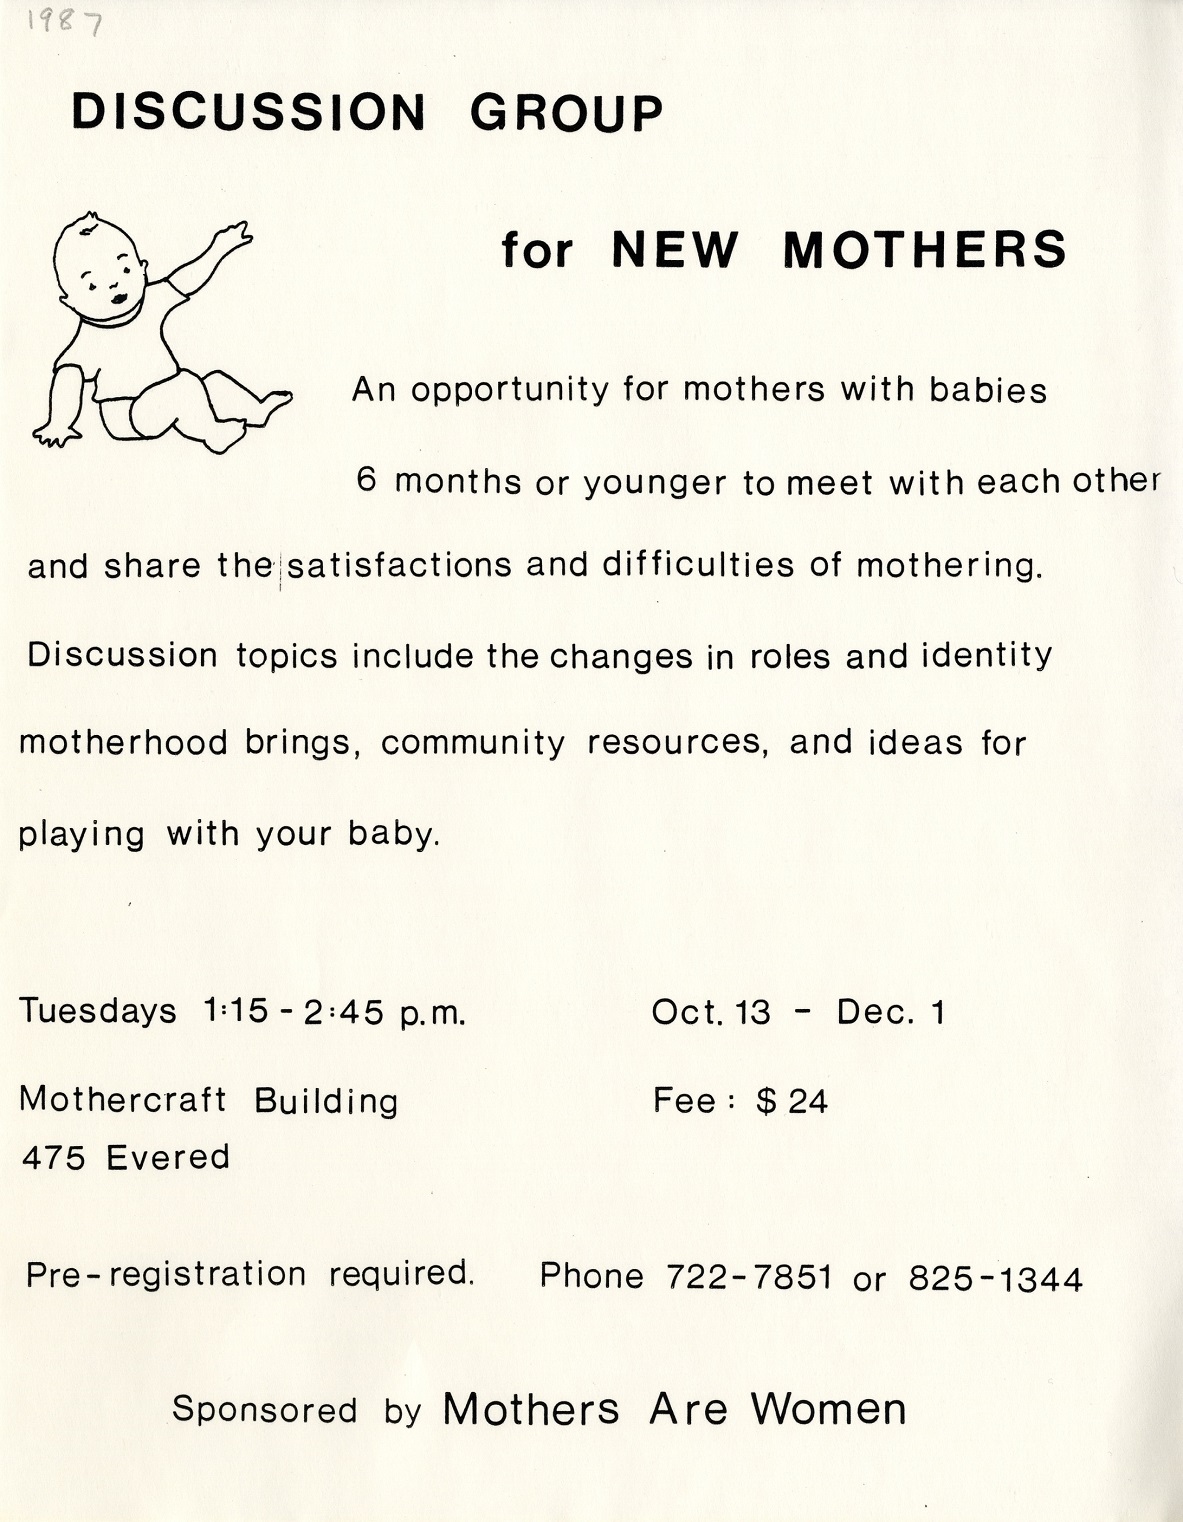 1987
DISCUSSION GROUP
for NEW MOTHERS
An opportunity for mothers with babies
6 months or younger to meet with each other
and share the satisfactions and difficulties of mothering.
Discussion topics include the changes in roles and identity
motherhood brings, community resources, and ideas for
playing with your baby.
Tuesdays 1:15 - 2:45 p.m. Oct. 13 - Dec. 1
Mothercraft Building Fee: $ 24
475 Evered
Pre-registration required. Phone 722-7851 or 825-1344
Sponsored by Mothers Are Women